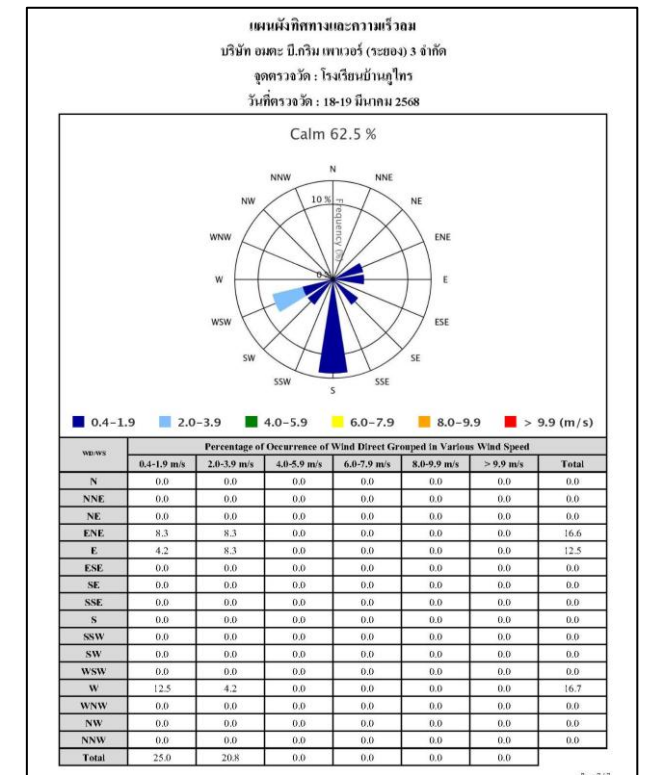 แผนผังทิศทางและความเร็วลม
บริษัท อมตะ บี.กริม เพาเวอร์ (ระยอง) 3 จำกัด
จุดตรวจวัด : โรงเรียนบ้านภูไทร
วันที่ตรวจวัด : 18-19 มีนาคม 2568
Calm 62.5 %
N
NNW NNE
NW 10 % NE
Frequency (%)
WNW ENE
W 0 % E
WSW ESE
SW SE
SSW SSE
S
0.4-1.9 2.0-3.9 4.0-5.9 6.0-7.9 8.0-9.9 > 9.9 (m/s)
WD/WS Percentage of Occurrence of Wind Direct Grouped in Various Wind Speed
0.4-1.9 m/s 2.0-3.9 m/s 4.0-5.9 m/s 6.0-7.9 m/s 8.0-9.9 m/s > 9.9 m/s Total
N 0.0 0.0 0.0 0.0 0.0 0.0 0.0
NNE 0.0 0.0 0.0 0.0 0.0 0.0 0.0
NE 0.0 0.0 0.0 0.0 0.0 0.0 0.0
ENE 8.3 8.3 0.0 0.0 0.0 0.0 16.6
E 4.2 8.3 0.0 0.0 0.0 0.0 12.5
ESE 0.0 0.0 0.0 0.0 0.0 0.0 0.0
SE 0.0 0.0 0.0 0.0 0.0 0.0 0.0
SSE 0.0 0.0 0.0 0.0 0.0 0.0 0.0
S 0.0 0.0 0.0 0.0 0.0 0.0 0.0
SSW 0.0 0.0 0.0 0.0 0.0 0.0 0.0
SW 0.0 0.0 0.0 0.0 0.0 0.0 0.0
WSW 0.0 0.0 0.0 0.0 0.0 0.0 0.0
W 12.5 4.2 0.0 0.0 0.0 0.0 16.7
WNW 0.0 0.0 0.0 0.0 0.0 0.0 0.0
NW 0.0 0.0 0.0 0.0 0.0 0.0 0.0
NNW 0.0 0.0 0.0 0.0 0.0 0.0 0.0
Total 25.0 20.8 0.0 0.0 0.0 0.0